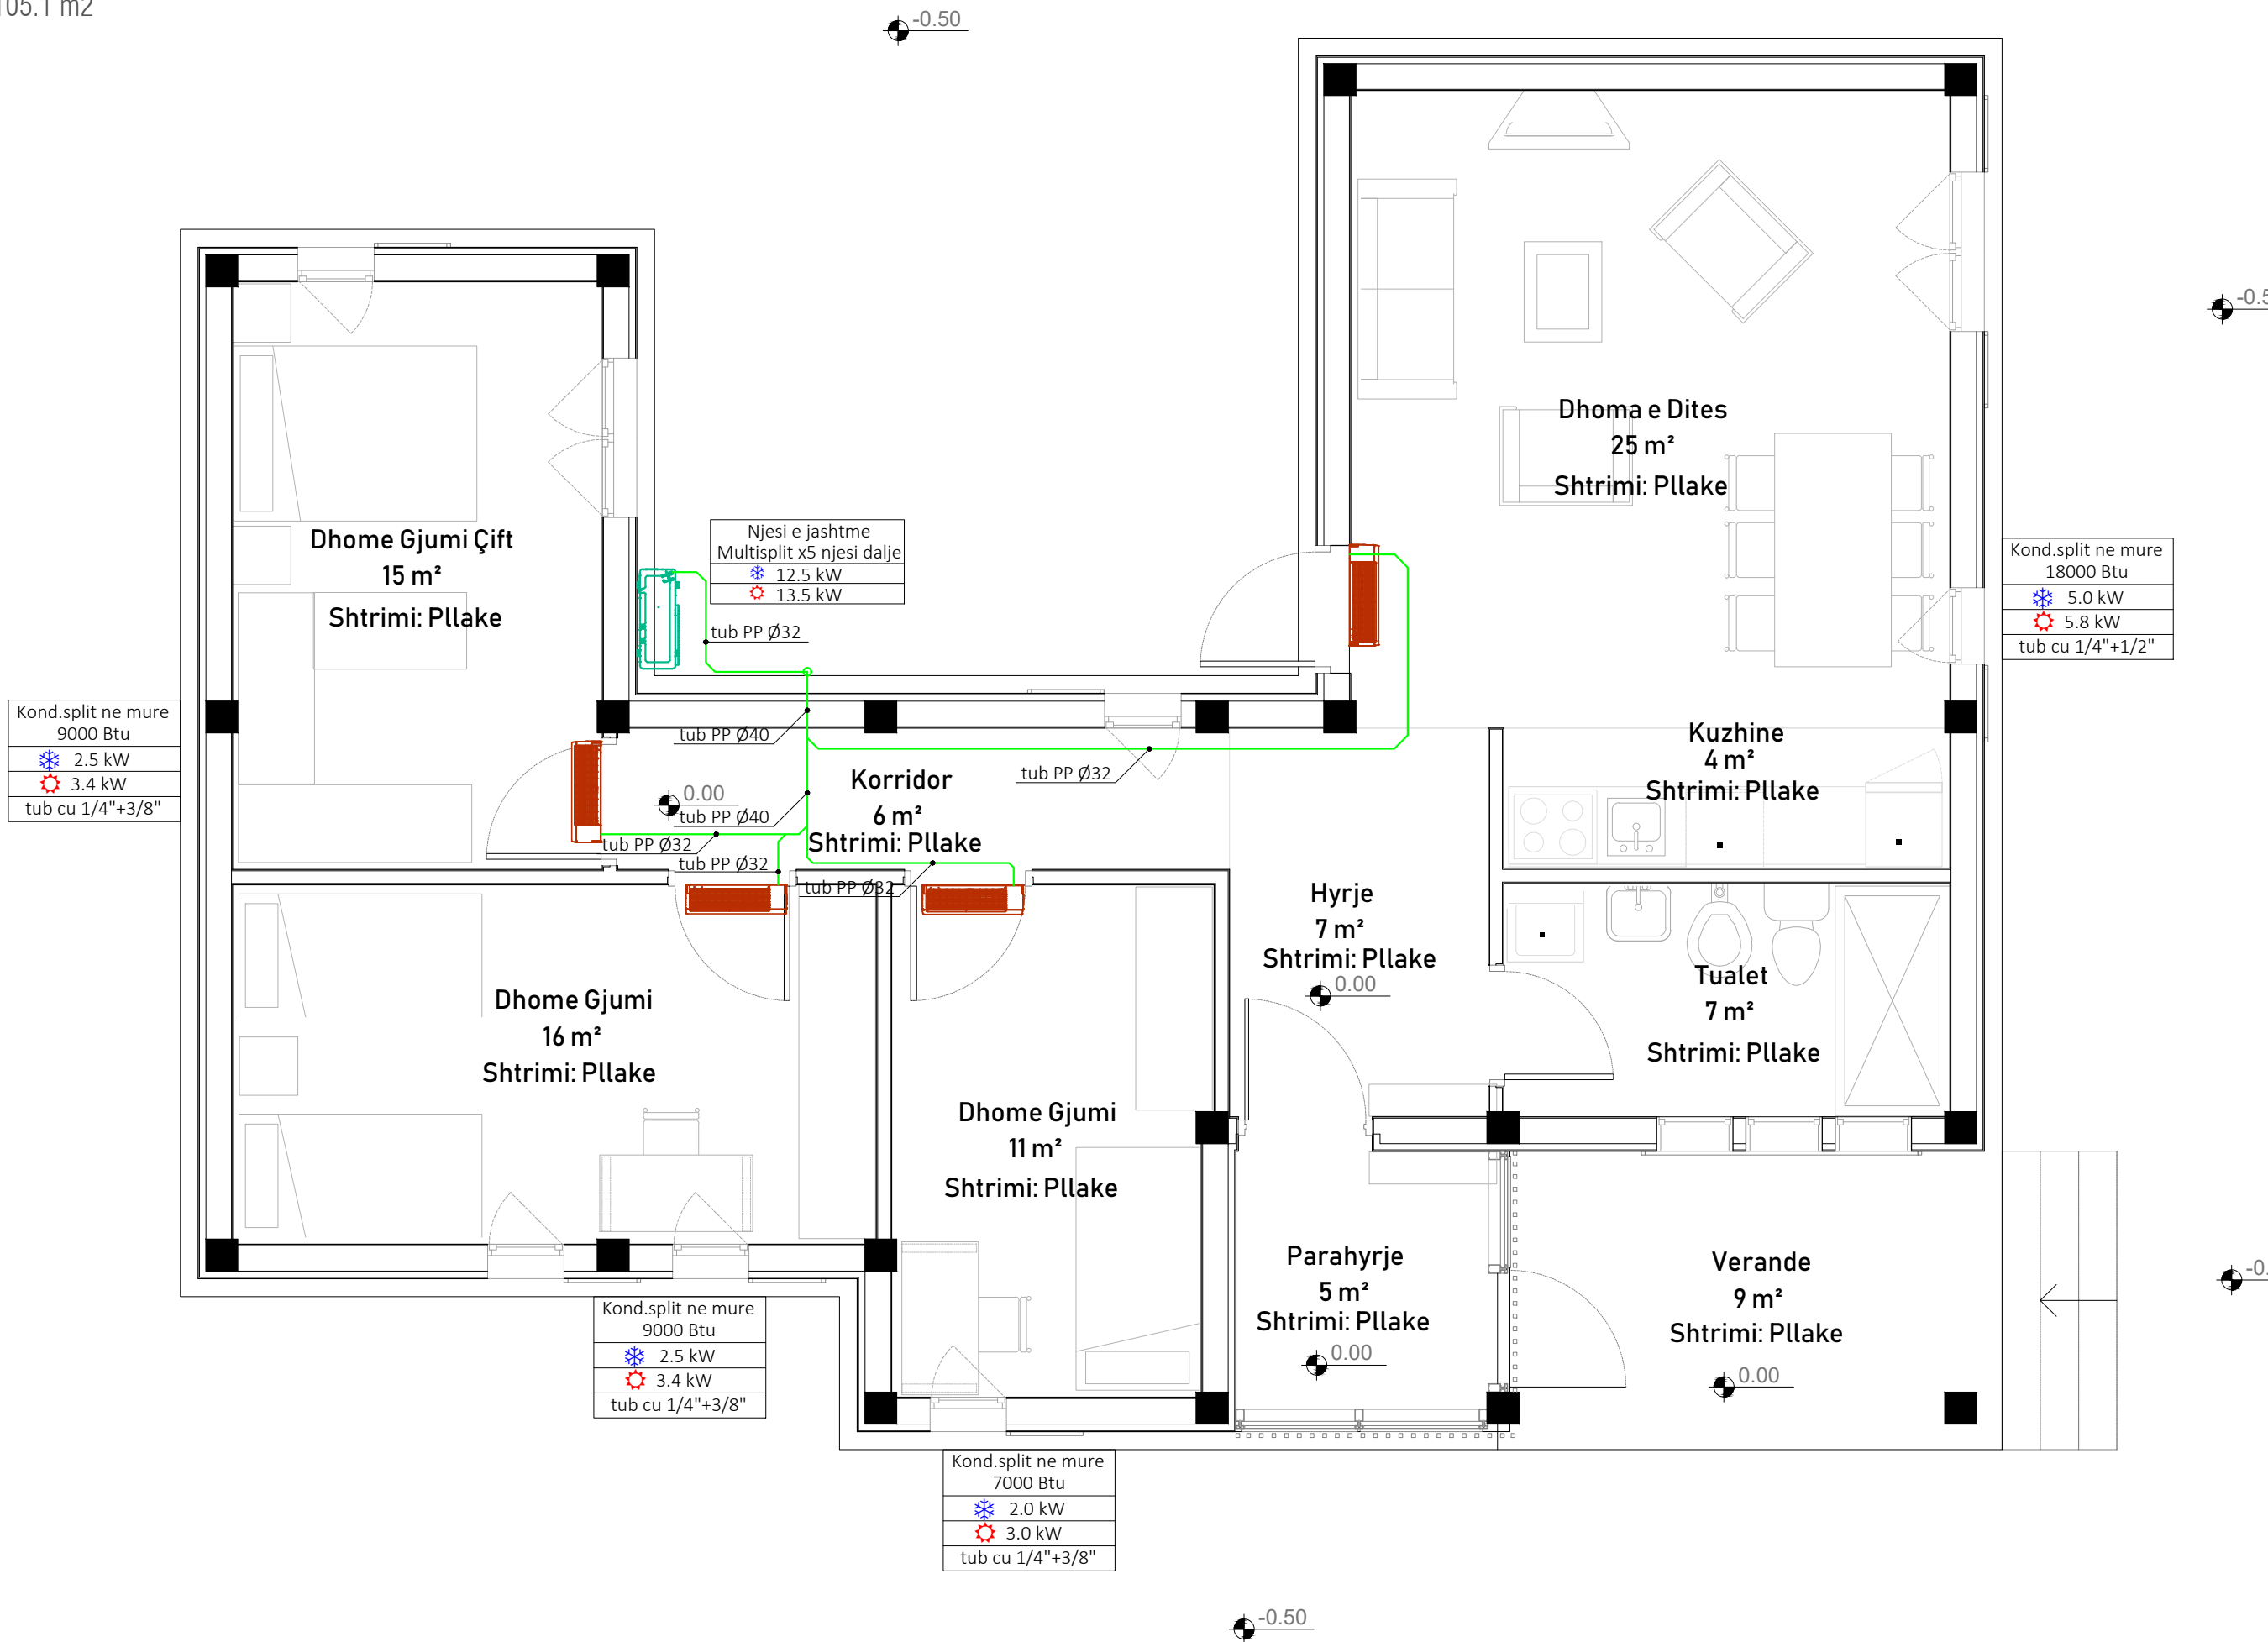 105.1 m2
-0.50
Dhoma e Dites
25 m²
Shtrimi: Pllake
Dhome Gjumi Çift
15 m²
Shtrimi: Pllake
Njesi e jashtme
Multisplit x5 njesi dalje
12.5 kW
13.5 kW
tub PP Ø32
Kond.split ne mure
18000 Btu
5.0 kW
5.8 kW
tub cu 1/4"+1/2"
Kond.split ne mure
9000 Btu
2.5 kW
3.4 kW
tub cu 1/4"+3/8"
tub PP Ø40
tub PP Ø32
Kuzhine
4 m²
Shtrimi: Pllake
0.00
tub PP Ø40
tub PP Ø32
tub PP Ø32
tub PP Ø32
Korridor
6 m²
Shtrimi: Pllake
Hyrje
7 m²
Shtrimi: Pllake
0.00
Tualet
7 m²
Shtrimi: Pllake
Dhome Gjumi
16 m²
Shtrimi: Pllake
Dhome Gjumi
11 m²
Shtrimi: Pllake
Parahyrje
5 m²
Shtrimi: Pllake
0.00
Verande
9 m²
Shtrimi: Pllake
0.00
Kond.split ne mure
9000 Btu
2.5 kW
3.4 kW
tub cu 1/4"+3/8"
Kond.split ne mure
7000 Btu
2.0 kW
3.0 kW
tub cu 1/4"+3/8"
-0.50